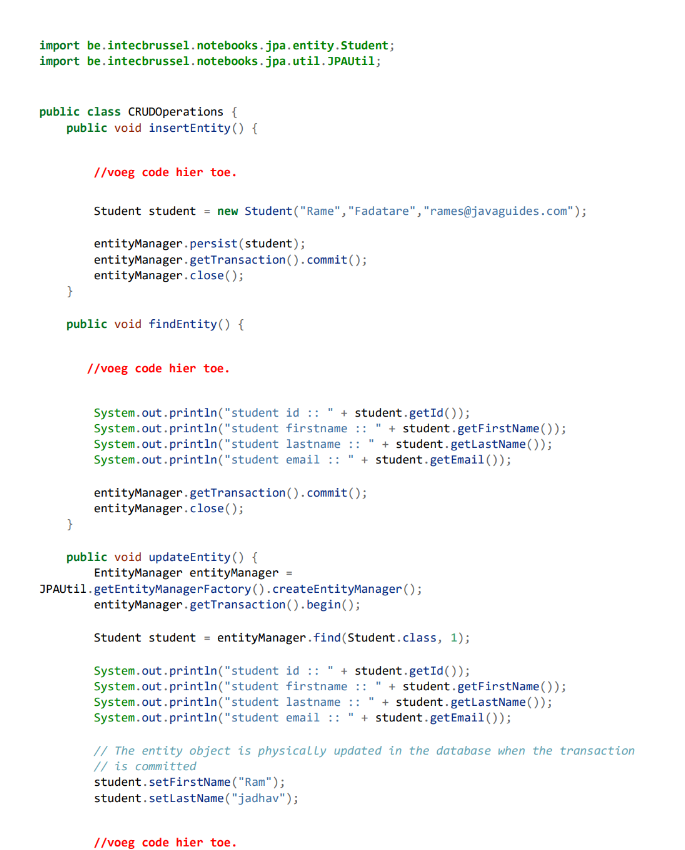 import be.intecbrussel.notebooks.jpa.entity.Student;
import be.intecbrussel.notebooks.jpa.util.JPAUtil;
public class CRUDOperations {
public void insertEntity() {
//voeg code hier toe.
Student student = new Student("Rame","Fadatare","rames@javaguides.com");
entityManager.persist(student);
entityManager.getTransaction().commit();
entityManager.close();
}
public void findEntity() {
//voeg code hier toe.
System.out.println("student id :: " + student.getId());
System.out.println("student firstname :: " + student.getFirstName());
System.out.println("student lastname :: " + student.getLastName());
System.out.println("student email :: " + student.getEmail());
entityManager.getTransaction().commit();
entityManager.close();
}
public void updateEntity() {
EntityManager entityManager =
JPAUtil.getEntityManagerFactory().createEntityManager();
entityManager.getTransaction().begin();
Student student = entityManager.find(Student.class, 1);
System.out.println("student id :: " + student.getId());
System.out.println("student firstname :: " + student.getFirstName());
System.out.println("student lastname :: " + student.getLastName());
System.out.println("student email :: " + student.getEmail());
// The entity object is physically updated in the database when the transaction
// is committed
student.setFirstName("Ram");
student.setLastName("jadhav");
//voeg code hier toe.